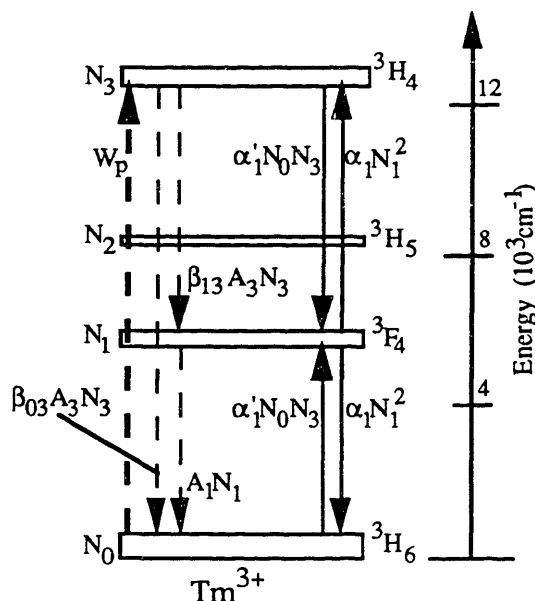 N₃ ³H₄
12
W_p α'₁N₀N₃ α₁N₁²
N₂ ³H₅
8
β₁₃A₃N₃
N₁ ³F₄
Energy (10³cm⁻¹)
4
β₀₃A₃N₃ α'₁N₀N₃ α₁N₁²
A₁N₁
N₀ ³H₆
Tm³⁺